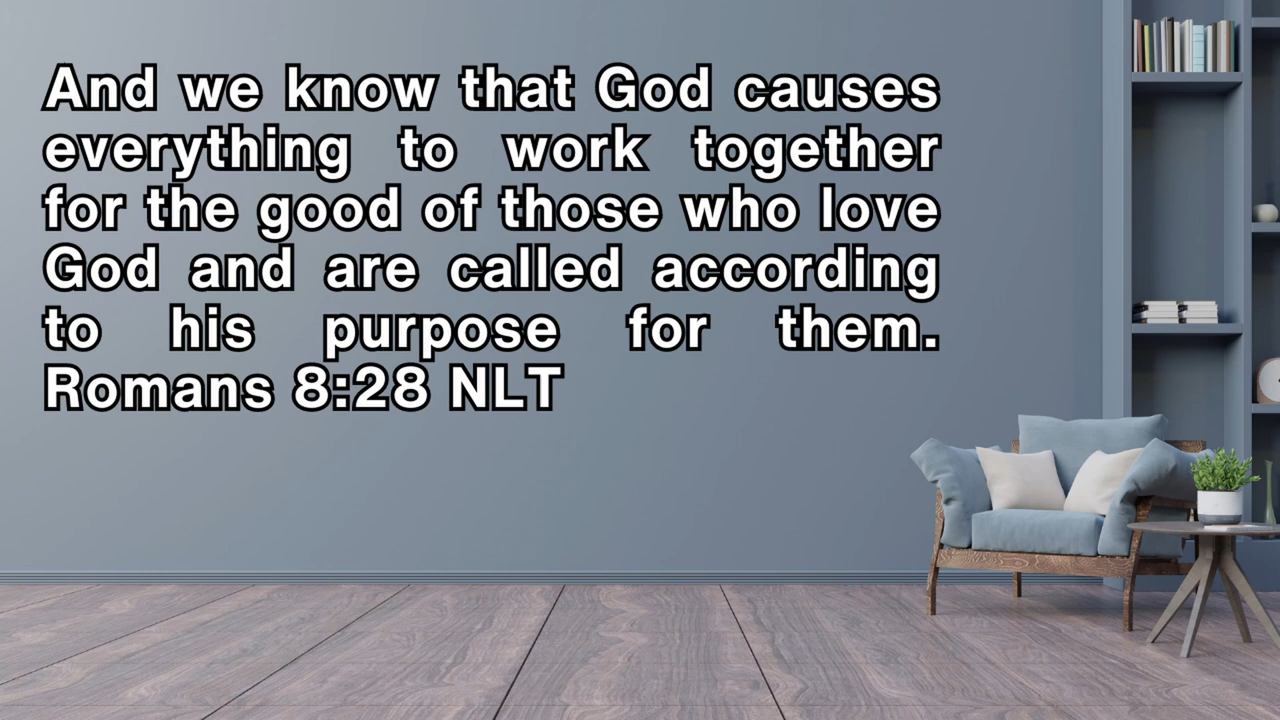 And we know that God causes
everything to work together
for the good of those who love
God and are called according
to his purpose for them.
Romans 8:28 NLT